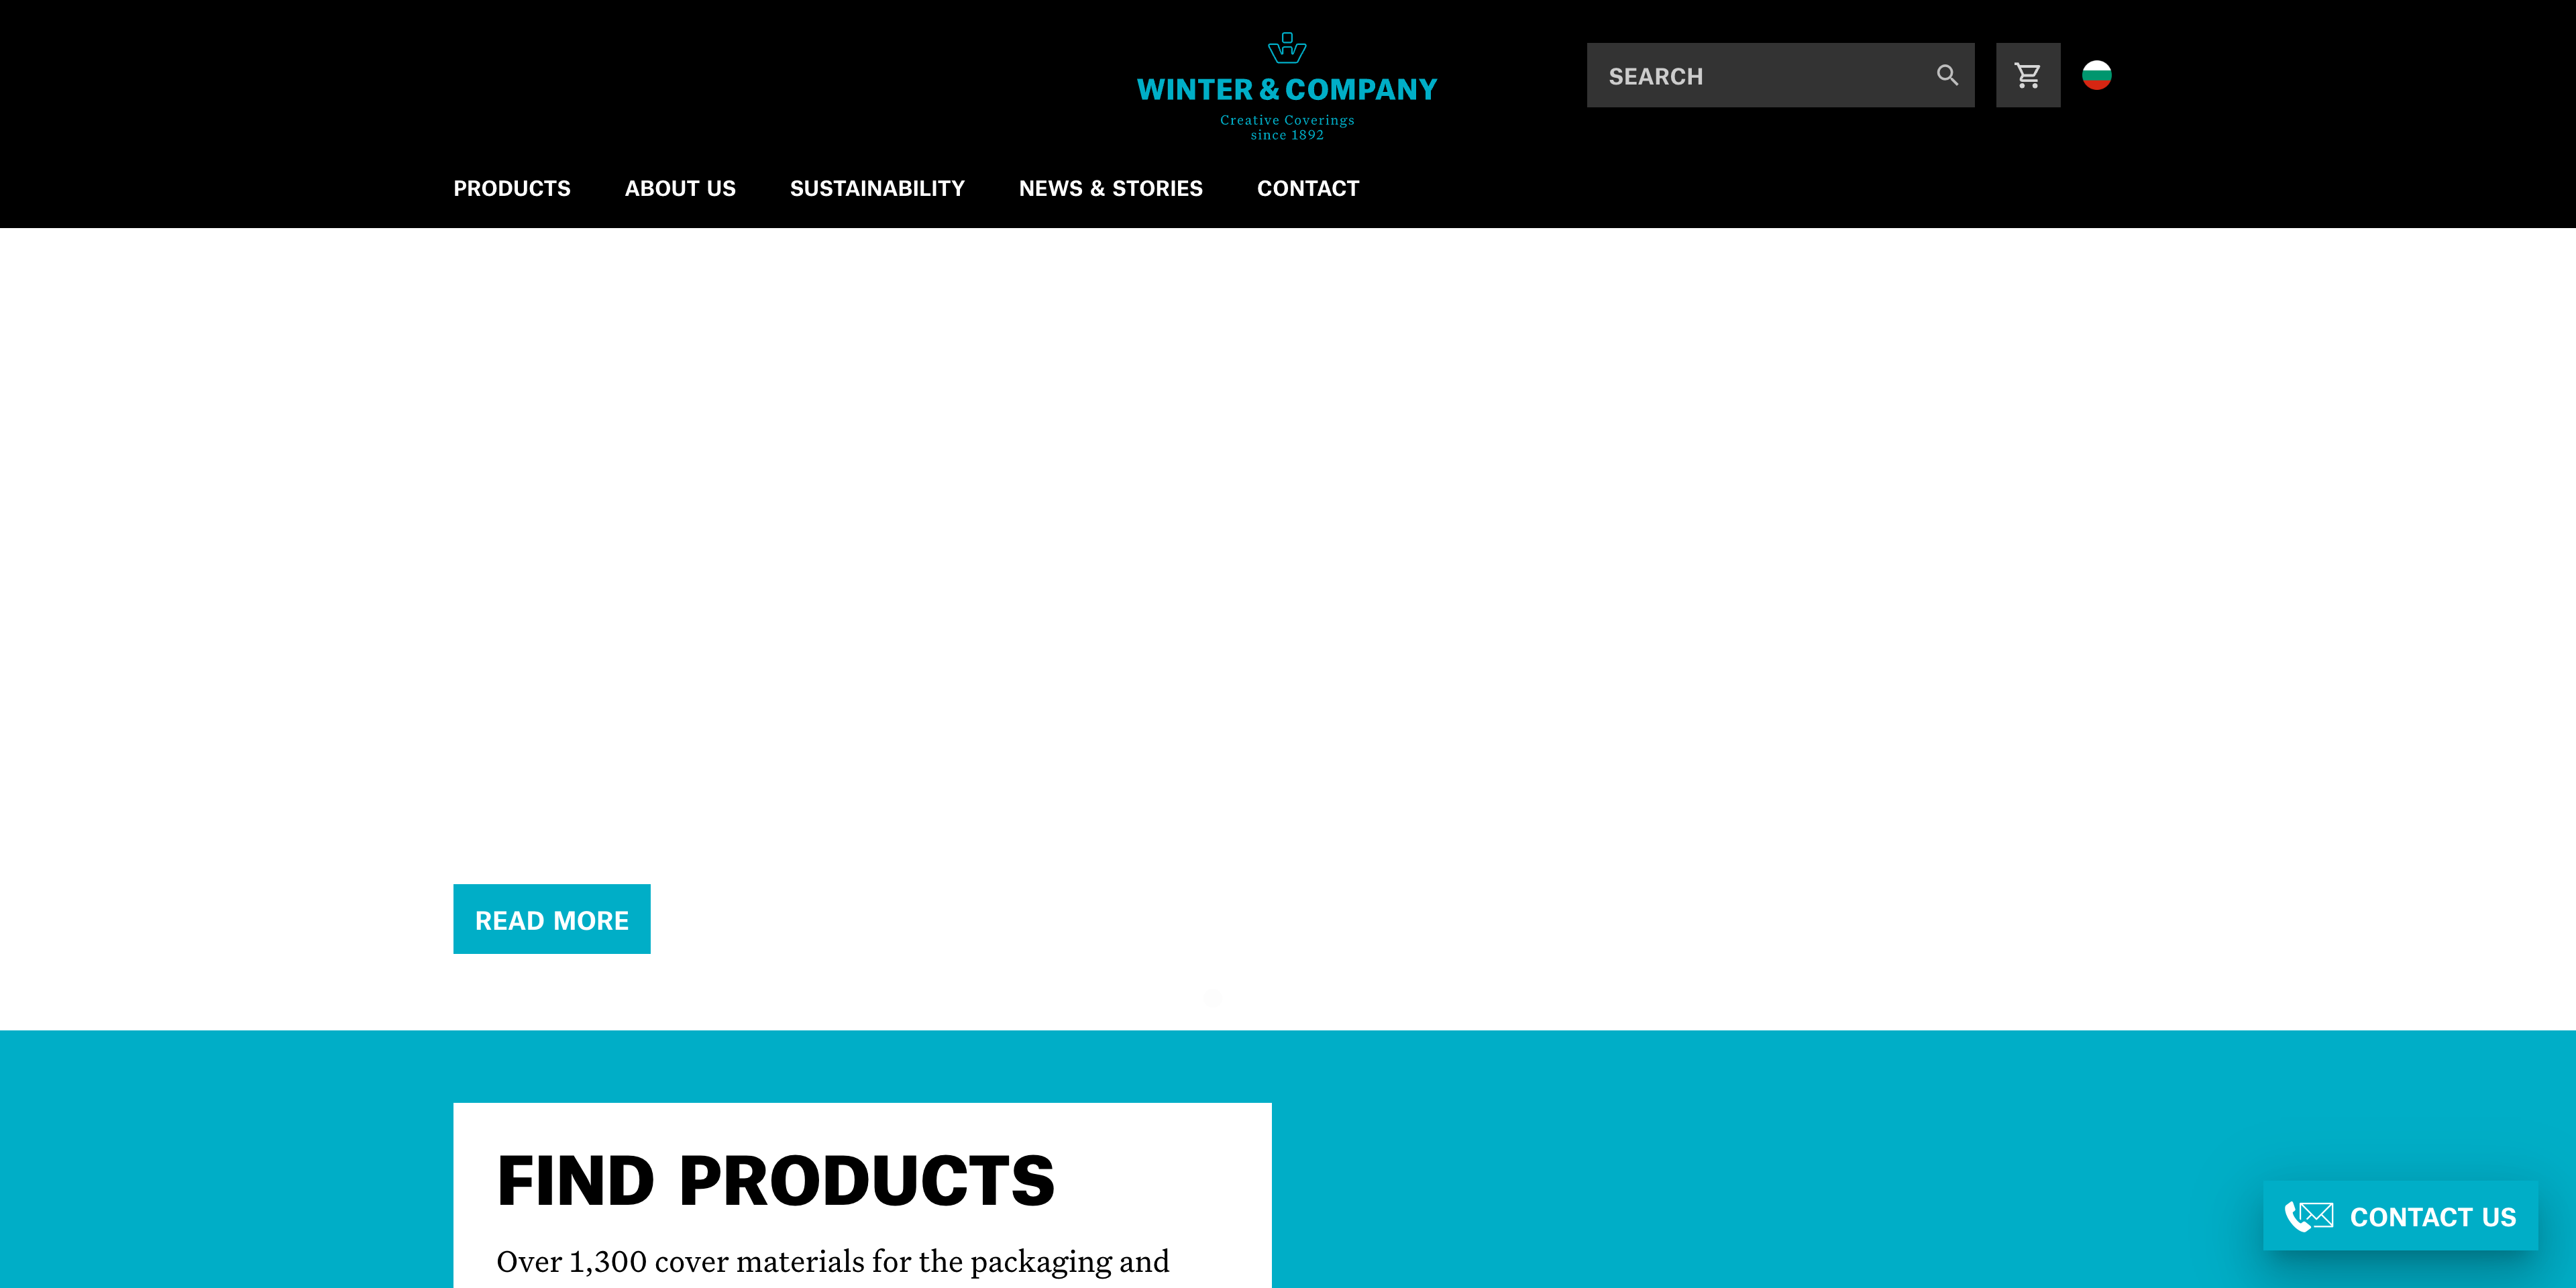 WINTER & COMPANY
Creative Coverings
since 1892
SEARCH
PRODUCTS
ABOUT US
SUSTAINABILITY
NEWS & STORIES
CONTACT
READ MORE
FIND PRODUCTS
Over 1,300 cover materials for the packaging and
CONTACT US